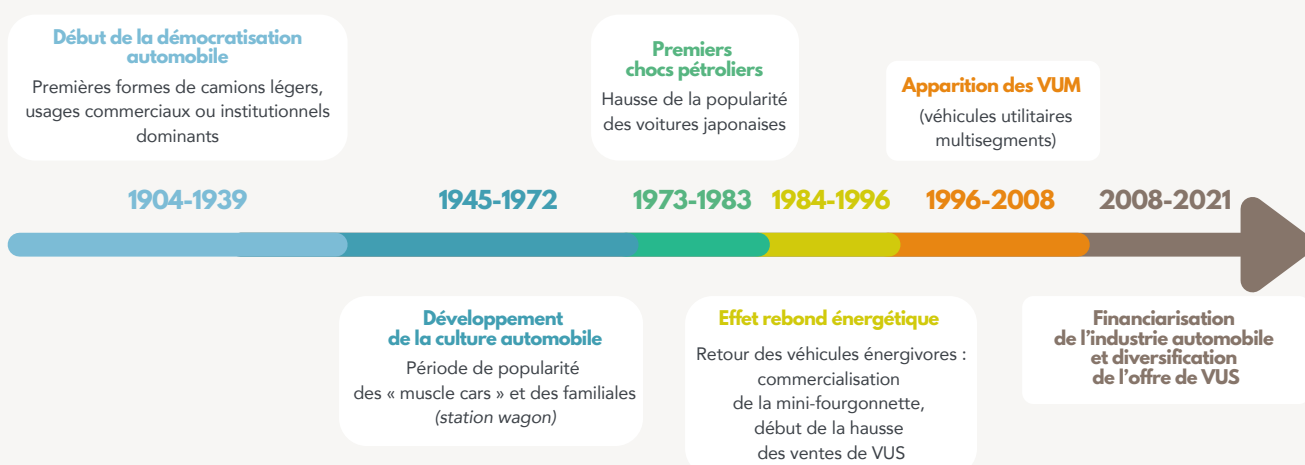 Début de la démocratisation
automobile
Premières formes de camions légers,
usages commerciaux ou institutionnels
dominants
Premiers
chocs pétroliers
Hausse de la popularité
des voitures japonaises
Apparition des VUM
(véhicules utilitaires
multisegments)
1904-1939
1945-1972
1973-1983
1984-1996
1996-2008
2008-2021
Développement
de la culture automobile
Période de popularité
des « muscle cars » et des familiales
(station wagon)
Effet rebond énergétique
Retour des véhicules énergivores :
commercialisation
de la mini-fourgonnette,
début de la hausse
des ventes de VUS
Financiarisation
de l'industrie automobile
et diversification
de l'offre de VUS